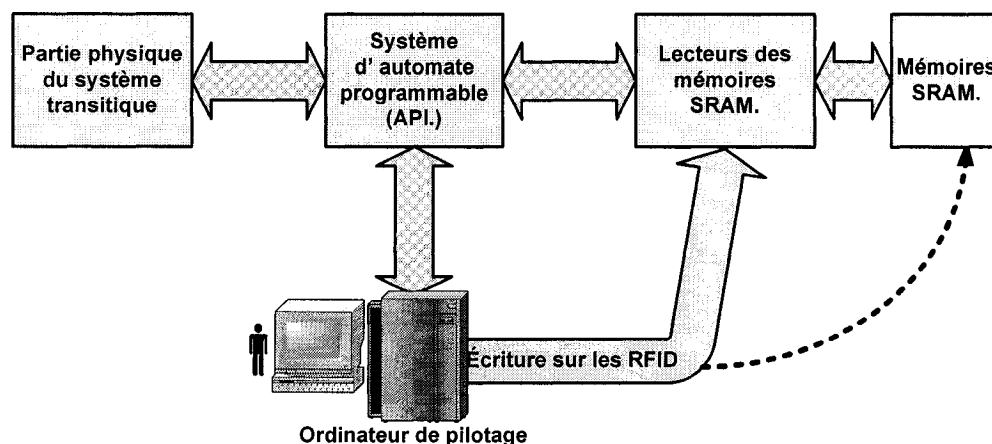 Partie physique
du système
transitique
Système
d' automate
programmable
(API.)
Lecteurs des
mémoires
SRAM.
Mémoires
SRAM.
Écriture sur les RFID
Ordinateur de pilotage